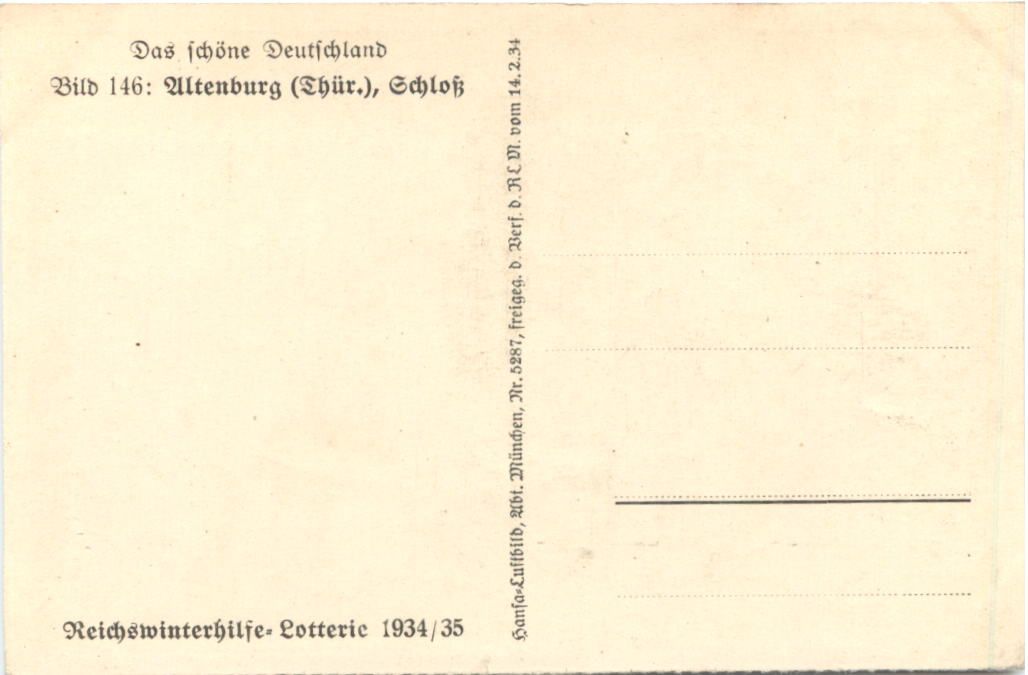 Das schöne Deutschland
Bild 146: Altenburg (Thür.), Schloß
Reichswinterhilfe-Lotterie 1934/35
Hansa-Luftbild, Abt. München, Nr. 5287, freigeg. d. Verf. d. RLM. vom 14.2.34